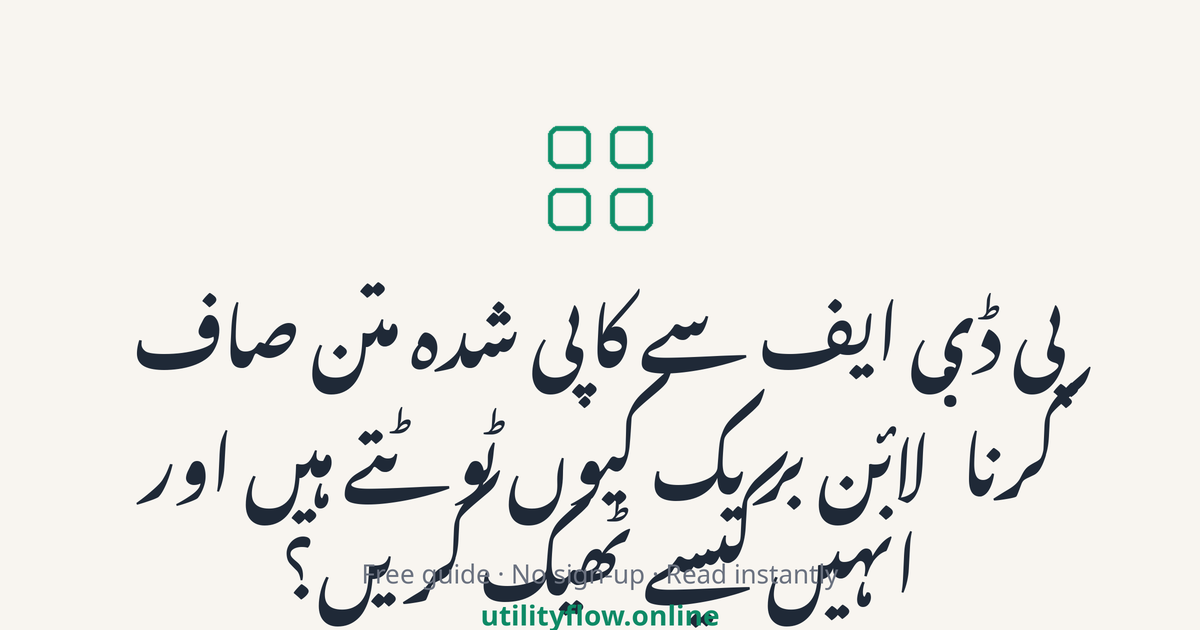 پی ڈی ایف سے کاپی شدہ متن صاف
کرنا: لائن بریک کیوں ٹوٹتے ہیں اور
انہیں کیسے ٹھیک کریں؟
Free guide · No sign-up · Read instantly
utilityflow.online